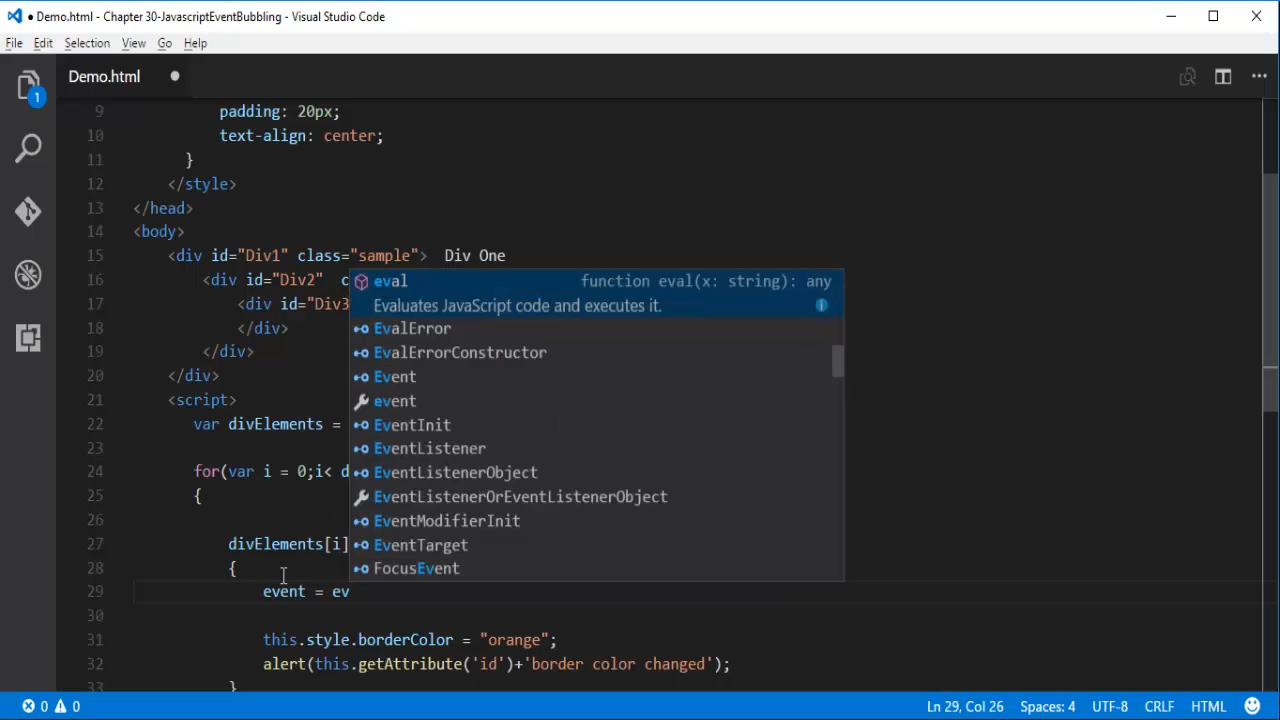 ● Demo.html - Chapter 30-JavascriptEventBubbling - Visual Studio Code
File Edit Selection View Go Help
Demo.html ●
1
9 padding: 20px;
10 text-align: center;
11 }
12 </style>
13 </head>
14 <body>
15 <div id="Div1" class="sample"> Div One
16 <div id="Div2" c
17 <div id="Div3
18 </div>
19 </div>
20 </div>
21 <script>
22 var divElements =
23
24 for(var i = 0;i< d
25 {
26
27 divElements[i]
28 {
29 event = ev
30
31 this.style.borderColor = "orange";
32 alert(this.getAttribute('id')+'border color changed');
33 }
eval function eval(x: string): any
Evaluates JavaScript code and executes it.
EvalError
EvalErrorConstructor
Event
event
EventInit
EventListener
EventListenerObject
EventListenerOrEventListenerObject
EventModifierInit
EventTarget
FocusEvent
0 0 Ln 29, Col 26 Spaces: 4 UTF-8 CRLF HTML